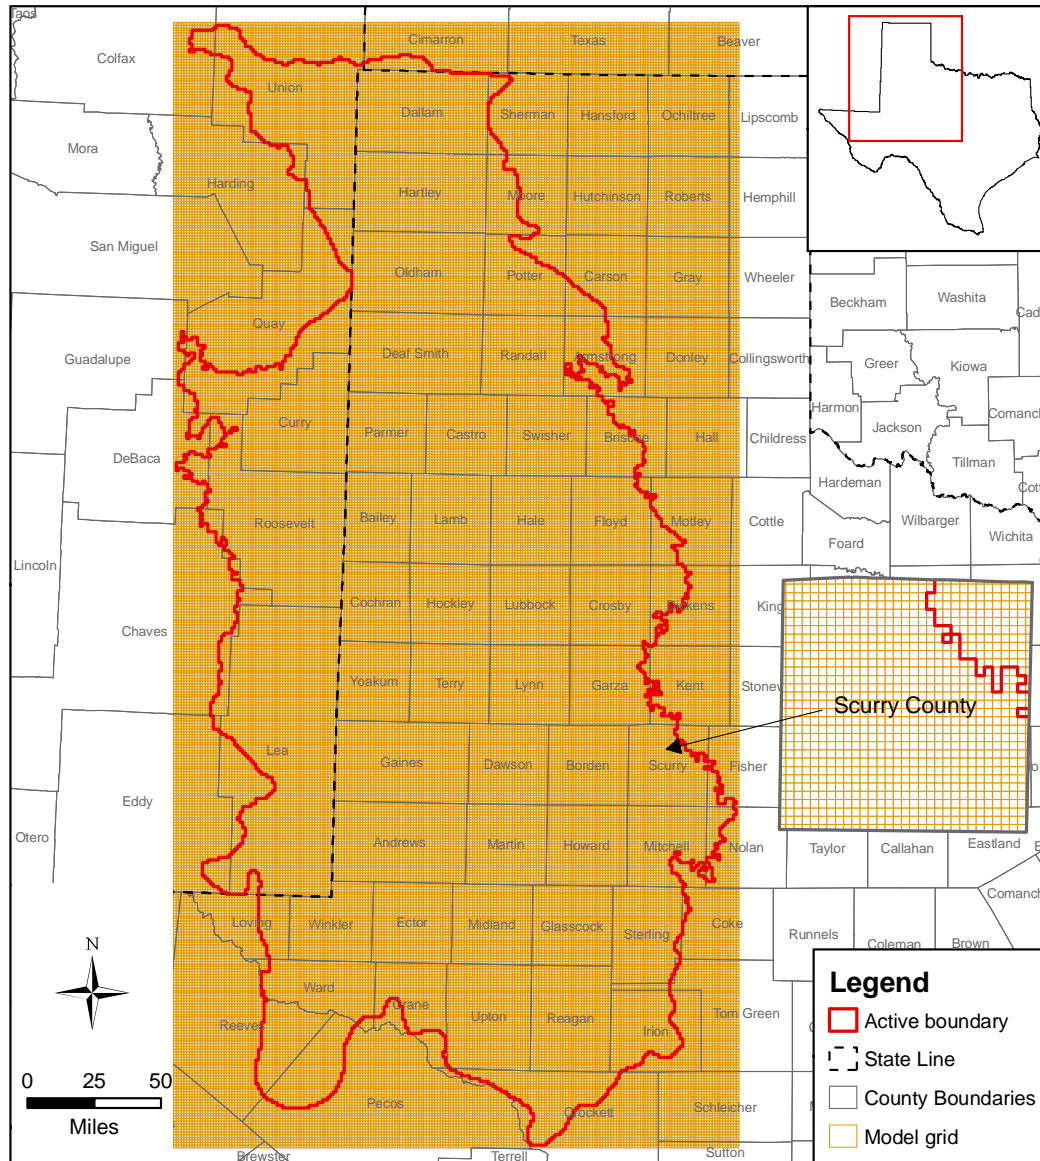 Taos
Colfax
Cimarron
Texas
Beaver
Union
Dallam
Sherman
Hansford
Ochiltree
Lipscomb
Mora
Harding
Hartley
Moore
Hutchinson
Roberts
Hemphill
San Miguel
Oldham
Potter
Carson
Gray
Wheeler
Beckham
Washita
Quay
Guadalupe
Deaf Smith
Randall
Armstrong
Donley
Collingsworth
Greer
Kiowa
Harmon
Jackson
Comanch
Curry
Parmer
Castro
Swisher
Briscoe
Hall
Childress
DeBaca
Tillman
Hardeman
Roosevelt
Bailey
Lamb
Hale
Floyd
Motley
Cottle
Wilbarger
Wichita
Foard
Lincoln
Chaves
Cochran
Hockley
Lubbock
Crosby
Dickens
King
Yoakum
Terry
Lynn
Garza
Kent
Stonew
Scurry County
Lea
Gaines
Dawson
Borden
Scurry
Fisher
Eddy
Otero
Andrews
Martin
Howard
Mitchell
Nolan
Taylor
Callahan
Eastland
Comanch
Loving
Winkler
Ector
Midland
Glasscock
Sterling
Coke
Runnels
Coleman
Brown
N
Ward
Crane
Reeves
Upton
Reagan
Irion
Tom Green
Pecos
Crockett
Schleicher
Brewster
Terrell
Sutton
0 25 50
Miles
Legend
Active boundary
State Line
County Boundaries
Model grid